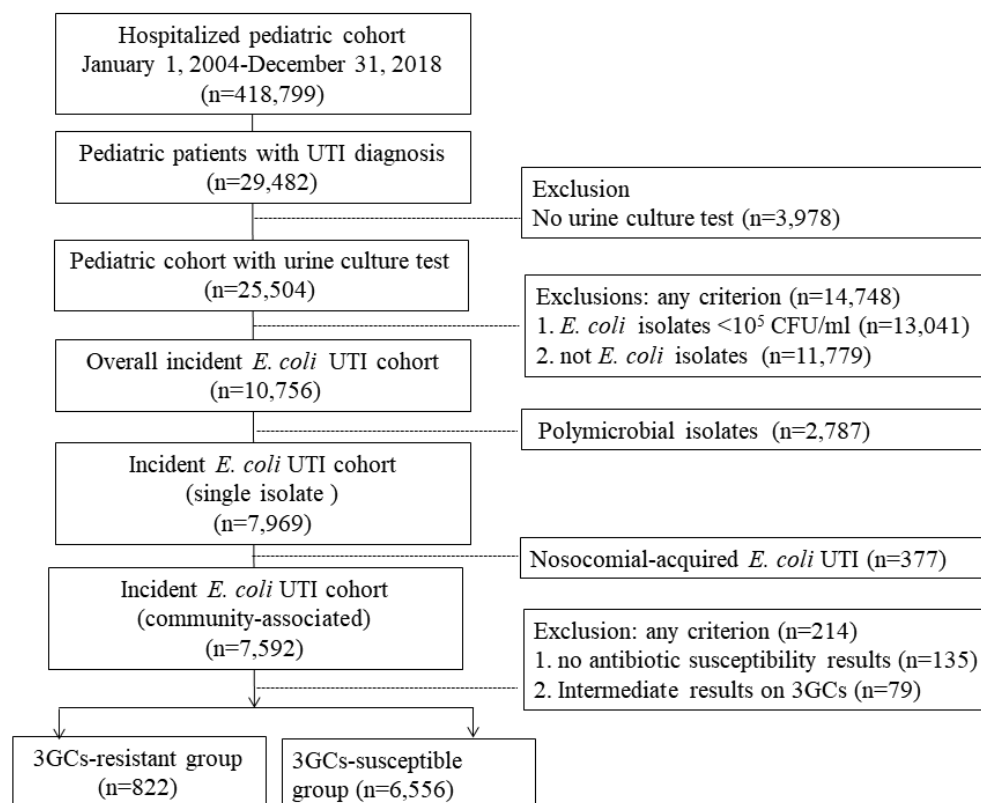 Hospitalized pediatric cohort
January 1, 2004-December 31, 2018
(n=418,799)
Pediatric patients with UTI diagnosis
(n=29,482)
Exclusion
No urine culture test (n=3,978)
Pediatric cohort with urine culture test
(n=25,504)
Exclusions: any criterion (n=14,748)
1. E. coli isolates <10⁵ CFU/ml (n=13,041)
2. not E. coli isolates (n=11,779)
Overall incident E. coli UTI cohort
(n=10,756)
Polymicrobial isolates (n=2,787)
Incident E. coli UTI cohort
(single isolate )
(n=7,969)
Nosocomial-acquired E. coli UTI (n=377)
Incident E. coli UTI cohort
(community-associated)
(n=7,592)
Exclusion: any criterion (n=214)
1. no antibiotic susceptibility results (n=135)
2. Intermediate results on 3GCs (n=79)
3GCs-resistant group
(n=822)
3GCs-susceptible
group (n=6,556)